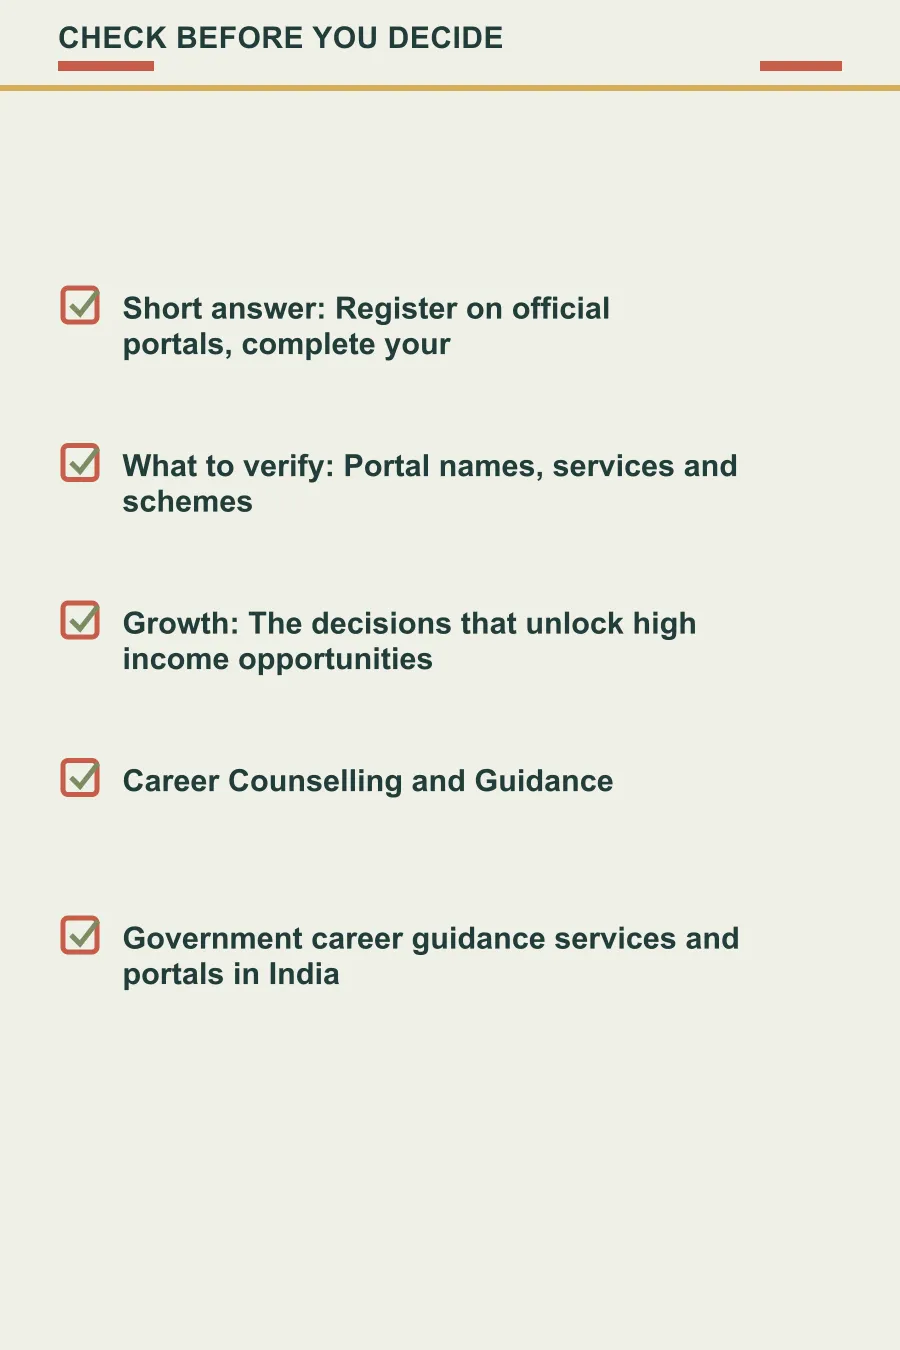 CHECK BEFORE YOU DECIDE
Short answer: Register on official
portals, complete your
What to verify: Portal names, services and
schemes
Growth: The decisions that unlock high
income opportunities
Career Counselling and Guidance
Government career guidance services and
portals in India